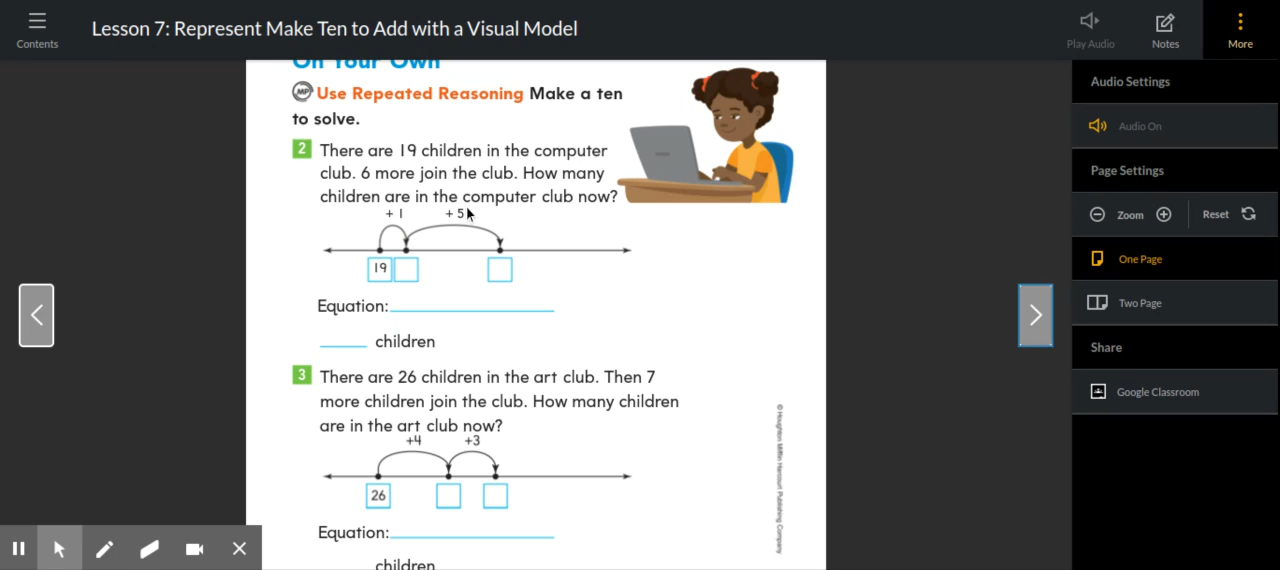 Contents
Lesson 7: Represent Make Ten to Add with a Visual Model
Play Audio
Notes
More
On Your Own
MP Use Repeated Reasoning Make a ten
to solve.
2 There are 19 children in the computer
club. 6 more join the club. How many
children are in the computer club now?
+ 1 + 5
19
Equation:
children
3 There are 26 children in the art club. Then 7
more children join the club. How many children
are in the art club now?
+4 +3
26
Equation:
children
© Houghton Mifflin Harcourt Publishing Company
Audio Settings
Audio On
Page Settings
Zoom Reset
One Page
Two Page
Share
Google Classroom